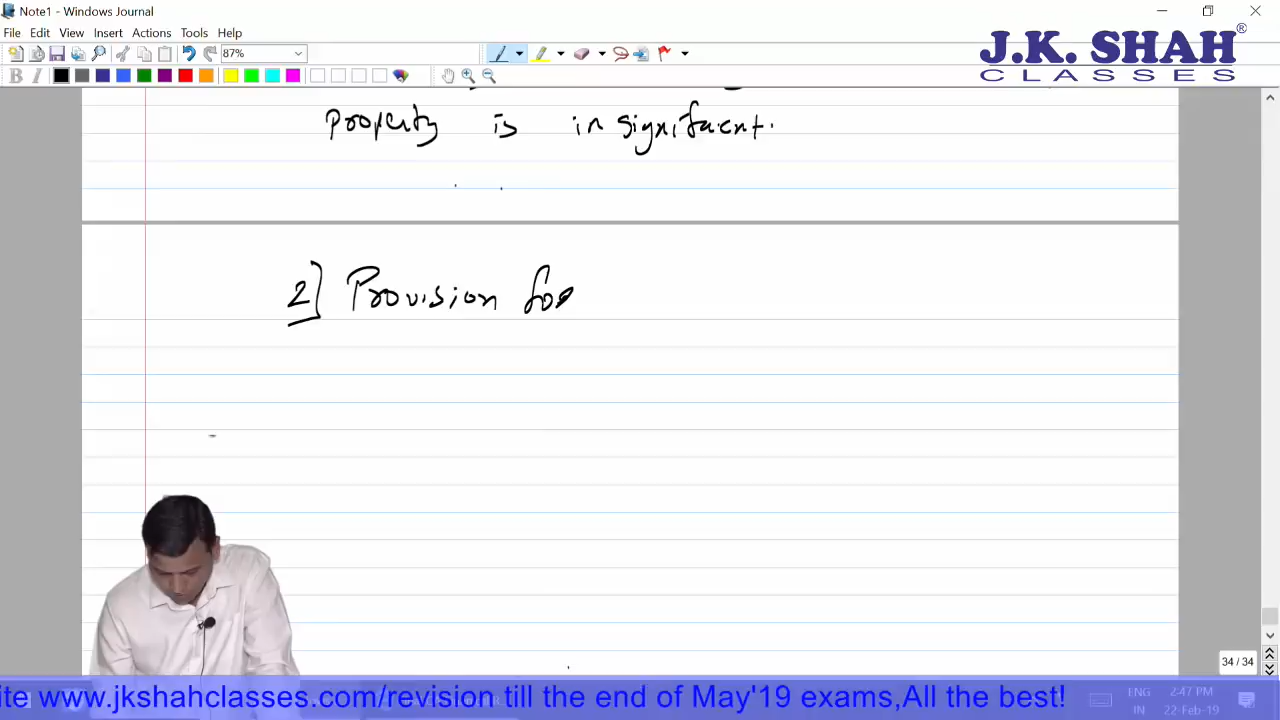 Note1 - Windows Journal
File Edit View Insert Actions Tools Help
87%
B I
J.K. SHAH®
CLASSES
property is insignificant.
2] Provision for
34 / 34
ite www.jkshahclasses.com/revision till the end of May'19 exams,All the best!
ENG
IN
2:47 PM
22-Feb-19